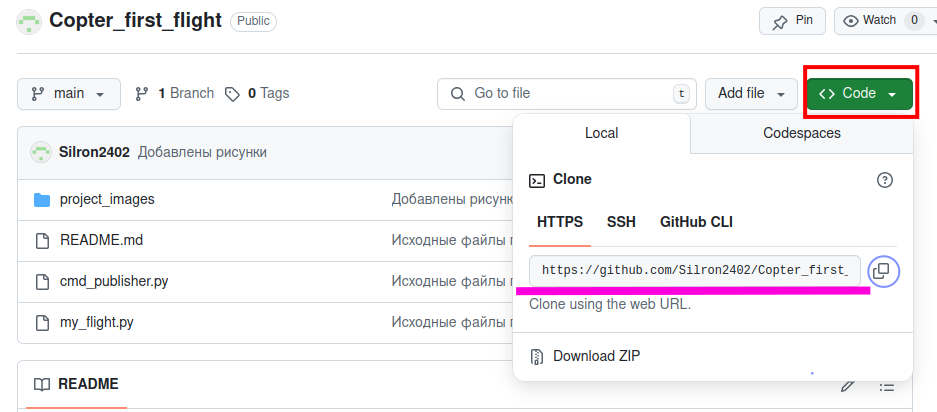 Copter_first_flight Public Pin Watch 0
main 1 Branch 0 Tags Go to file t Add file Code
Local Codespaces
Silron2402 Добавлены рисунки
Clone
project_images Добавлены
HTTPS SSH GitHub CLI
README.md Исходные файлы
https://github.com/Silron2402/Copter_first_
cmd_publisher.py Исходные файлы
Clone using the web URL.
my_flight.py Исходные файлы
Download ZIP
README